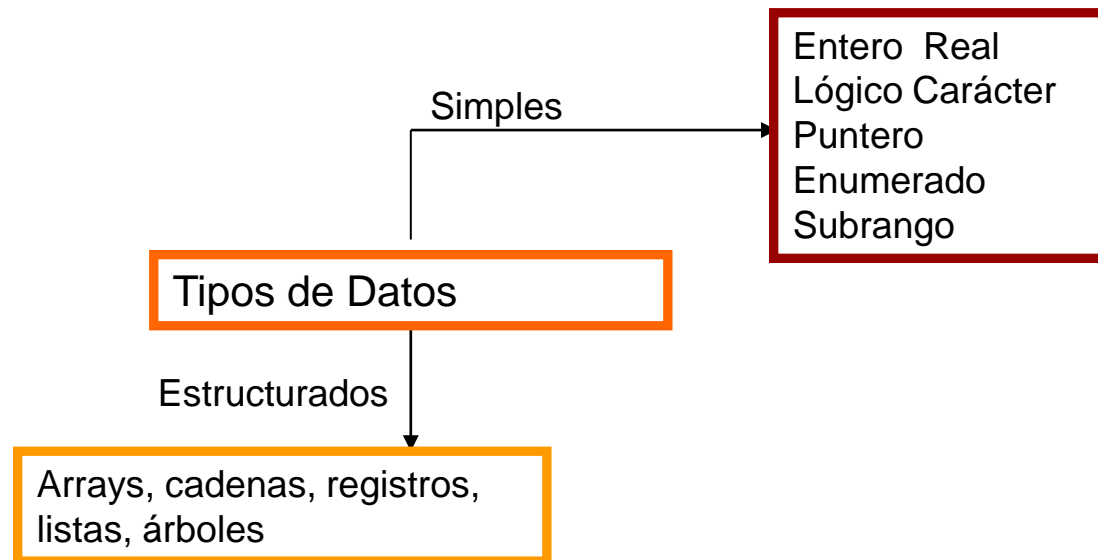 Entero Real
Lógico Carácter
Puntero
Enumerado
Subrango
Simples
Tipos de Datos
Estructurados
Arrays, cadenas, registros,
listas, árboles